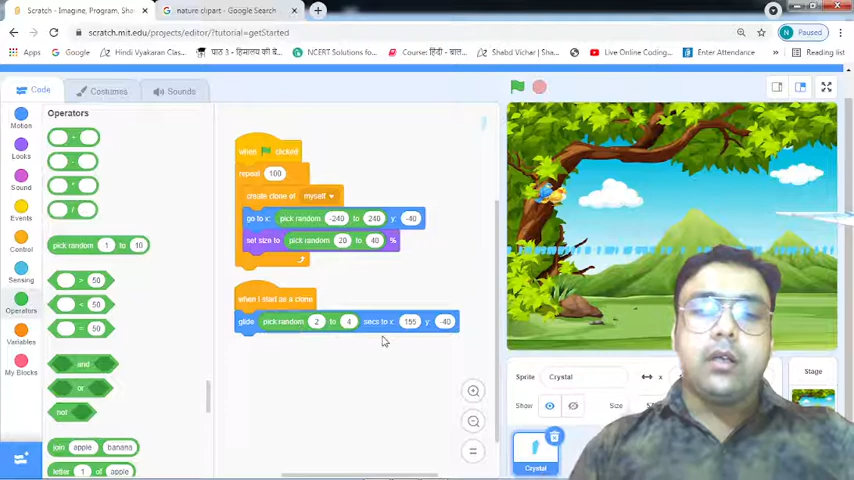 Scratch - Imagine, Program, Sha
nature clipart - Google Search
scratch.mit.edu/projects/editor/?tutorial=getStarted
Paused
Apps
Google
Hindi Vyakaran Cl...
पाठ 3 - हिमालय की बे...
NCERT Solutions fo...
Course: हिंदी - बाल...
Shabd Vichar | शब्द...
Live Online Coding...
Enter Attendance
Reading list
Code
Costumes
Sounds
Motion
Looks
Sound
Events
Control
Sensing
Operators
Variables
My Blocks
Operators
+
-
*
/
pick random 1 to 10
> 50
< 50
= 50
and
or
not
join apple banana
letter 1 of apple
when clicked
repeat 100
create clone of myself
go to x: pick random -240 to 240 y: -40
set size to pick random 20 to 40 %
when I start as a clone
glide pick random 2 to 4 secs to x: 155 y: -40
Sprite
Crystal
x
Show
Size
Stage
Crystal